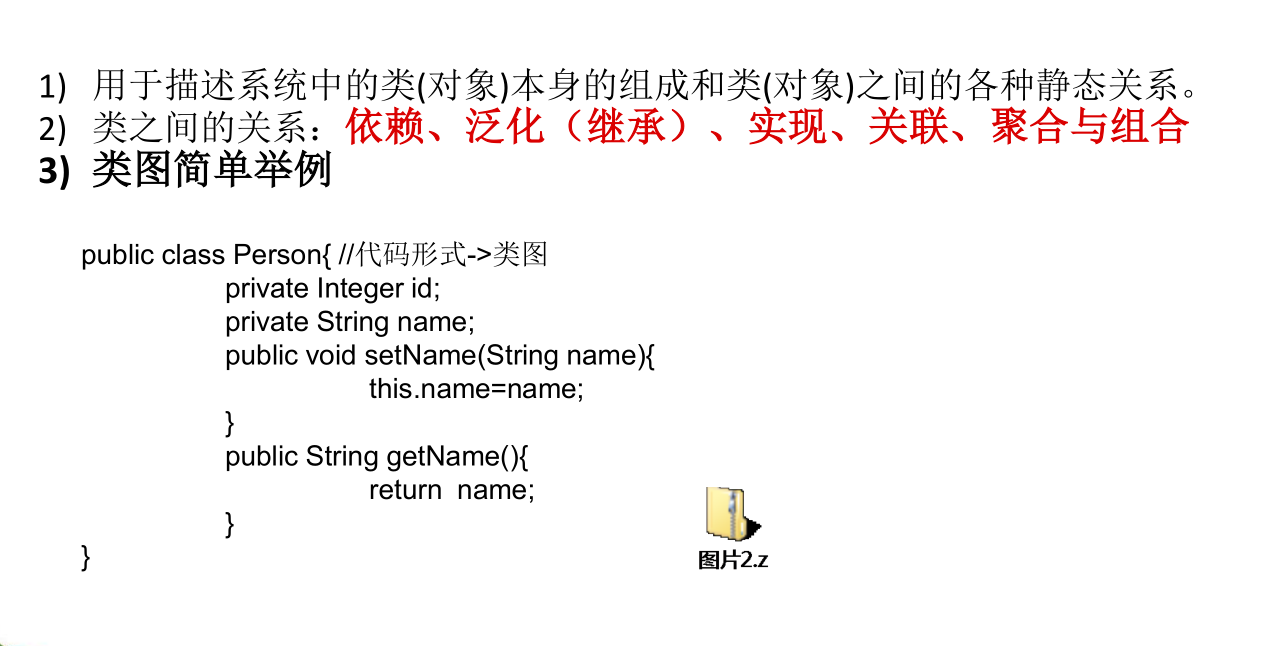 1) 用于描述系统中的类(对象)本身的组成和类(对象)之间的各种静态关系。
2) 类之间的关系：依赖、泛化（继承）、实现、关联、聚合与组合
3) 类图简单举例
public class Person{ //代码形式->类图
private Integer id;
private String name;
public void setName(String name){
this.name=name;
}
public String getName(){
return  name;
}
}
图片2.z